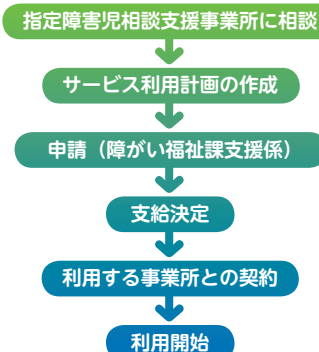 指定障害児相談支援事業所に相談
サービス利用計画の作成
申請（障がい福祉課支援係）
支給決定
利用する事業所との契約
利用開始